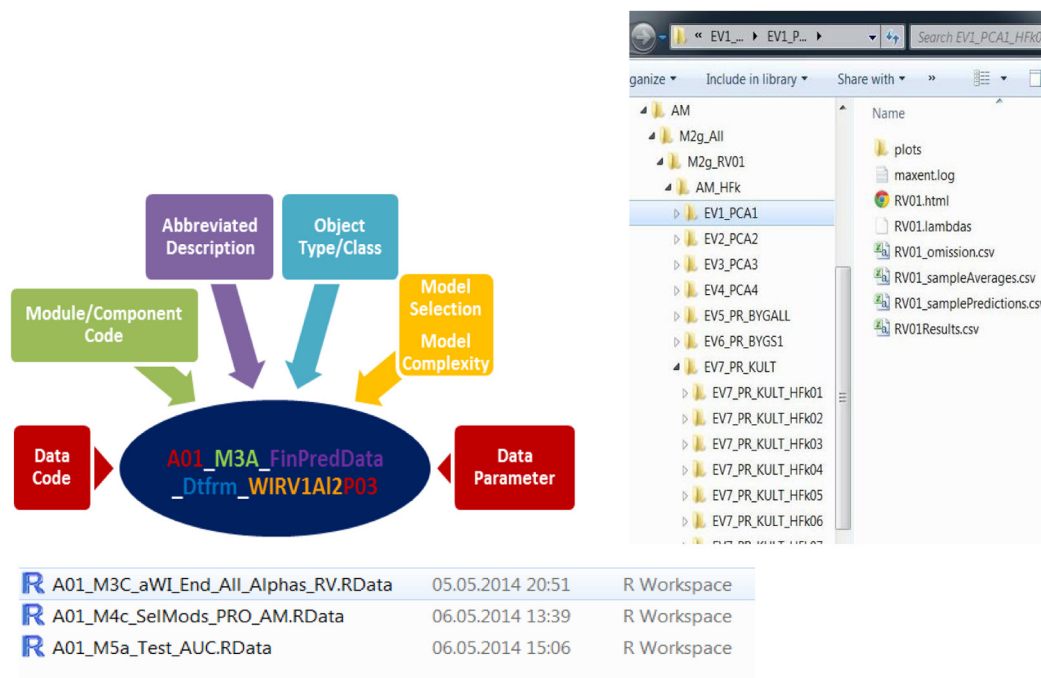 Abbreviated
Description
Object
Type/Class
Model
Selection
Model
Complexity
Module/Component
Code
Data
Code
A01_M3A_FinPredData
_Dtfrm_WIRV1Al2P03
Data
Parameter
« EV1_... EV1_P...
Search EV1_PCA1_HFk0
ganize Include in library Share with »
AM
M2g_All
M2g_RV01
AM_HFk
EV1_PCA1
EV2_PCA2
EV3_PCA3
EV4_PCA4
EV5_PR_BYGALL
EV6_PR_BYGS1
EV7_PR_KULT
EV7_PR_KULT_HFk01
EV7_PR_KULT_HFk02
EV7_PR_KULT_HFk03
EV7_PR_KULT_HFk04
EV7_PR_KULT_HFk05
EV7_PR_KULT_HFk06
Name
plots
maxent.log
RV01.html
RV01.lambdas
RV01_omission.csv
RV01_sampleAverages.csv
RV01_samplePredictions.csv
RV01Results.csv
A01_M3C_aWI_End_All_Alphas_RV.RData 05.05.2014 20:51 R Workspace
A01_M4c_SelMods_PRO_AM.RData 06.05.2014 13:39 R Workspace
A01_M5a_Test_AUC.RData 06.05.2014 15:06 R Workspace